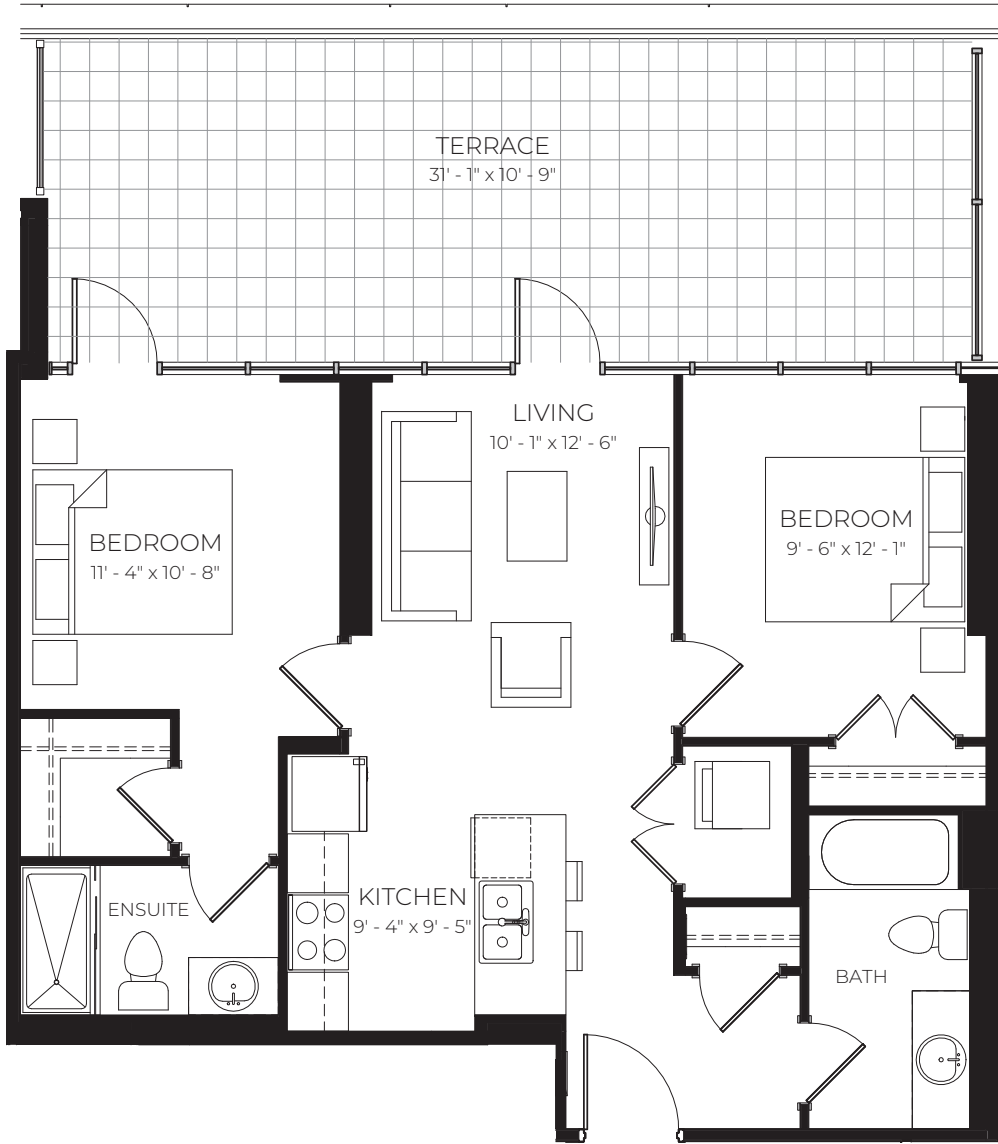 TERRACE
31' - 1" x 10' - 9"
LIVING
10' - 1" x 12' - 6"
BEDROOM
11' - 4" x 10' - 8"
BEDROOM
9' - 6" x 12' - 1"
KITCHEN
9' - 4" x 9' - 5"
ENSUITE
BATH